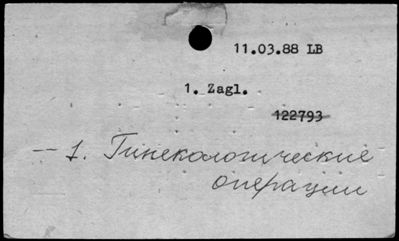 11.03.88 LB
1. Zagl.
122793
-- 1. Гинекологические
операции